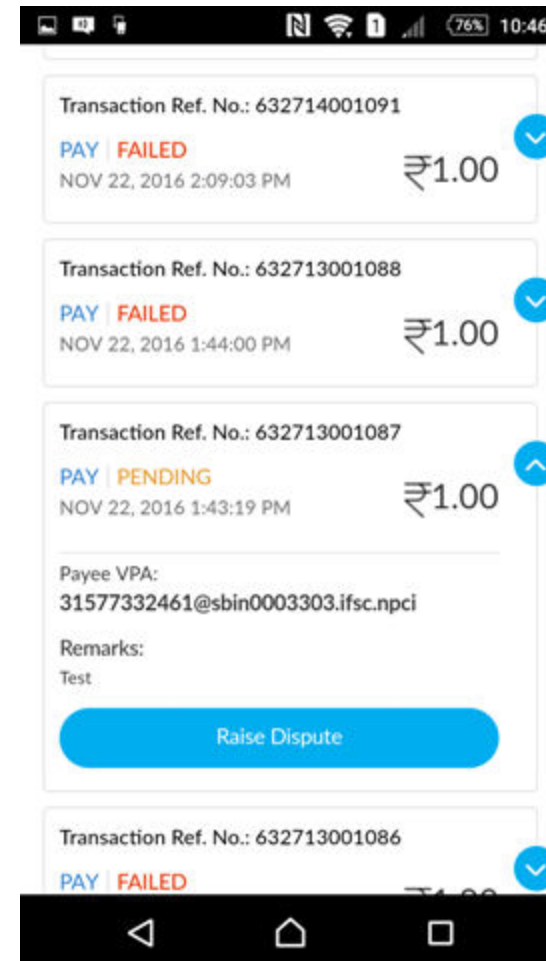 1 76% 10:46
Transaction Ref. No.: 632714001091
PAY | FAILED
NOV 22, 2016 2:09:03 PM
₹1.00
Transaction Ref. No.: 632713001088
PAY | FAILED
NOV 22, 2016 1:44:00 PM
₹1.00
Transaction Ref. No.: 632713001087
PAY | PENDING
NOV 22, 2016 1:43:19 PM
₹1.00
Payee VPA:
31577332461@sbin0003303.ifsc.npci
Remarks:
Test
Raise Dispute
Transaction Ref. No.: 632713001086
PAY | FAILED